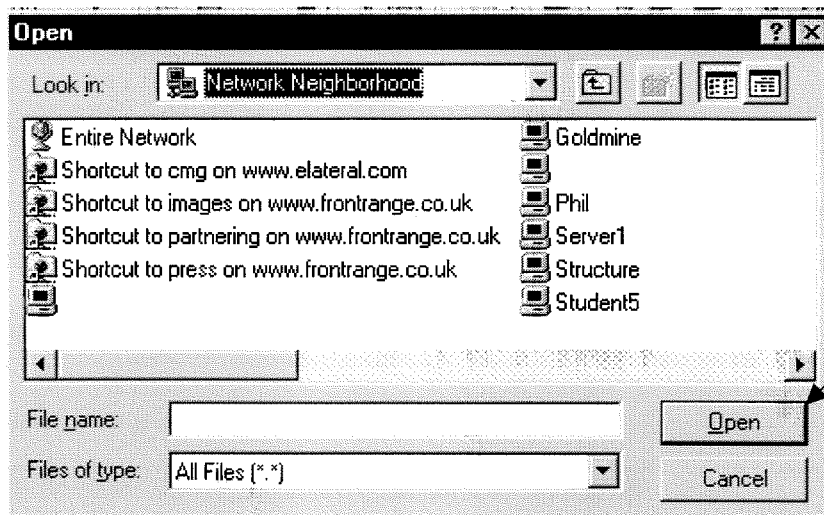 Open
Look in: Network Neighborhood
Entire Network
Shortcut to cmg on www.elateral.com
Shortcut to images on www.frontrange.co.uk
Shortcut to partnering on www.frontrange.co.uk
Shortcut to press on www.frontrange.co.uk
Goldmine
Phil
Server1
Structure
Student5
File name:
Open
Files of type: All Files (*.*)
Cancel